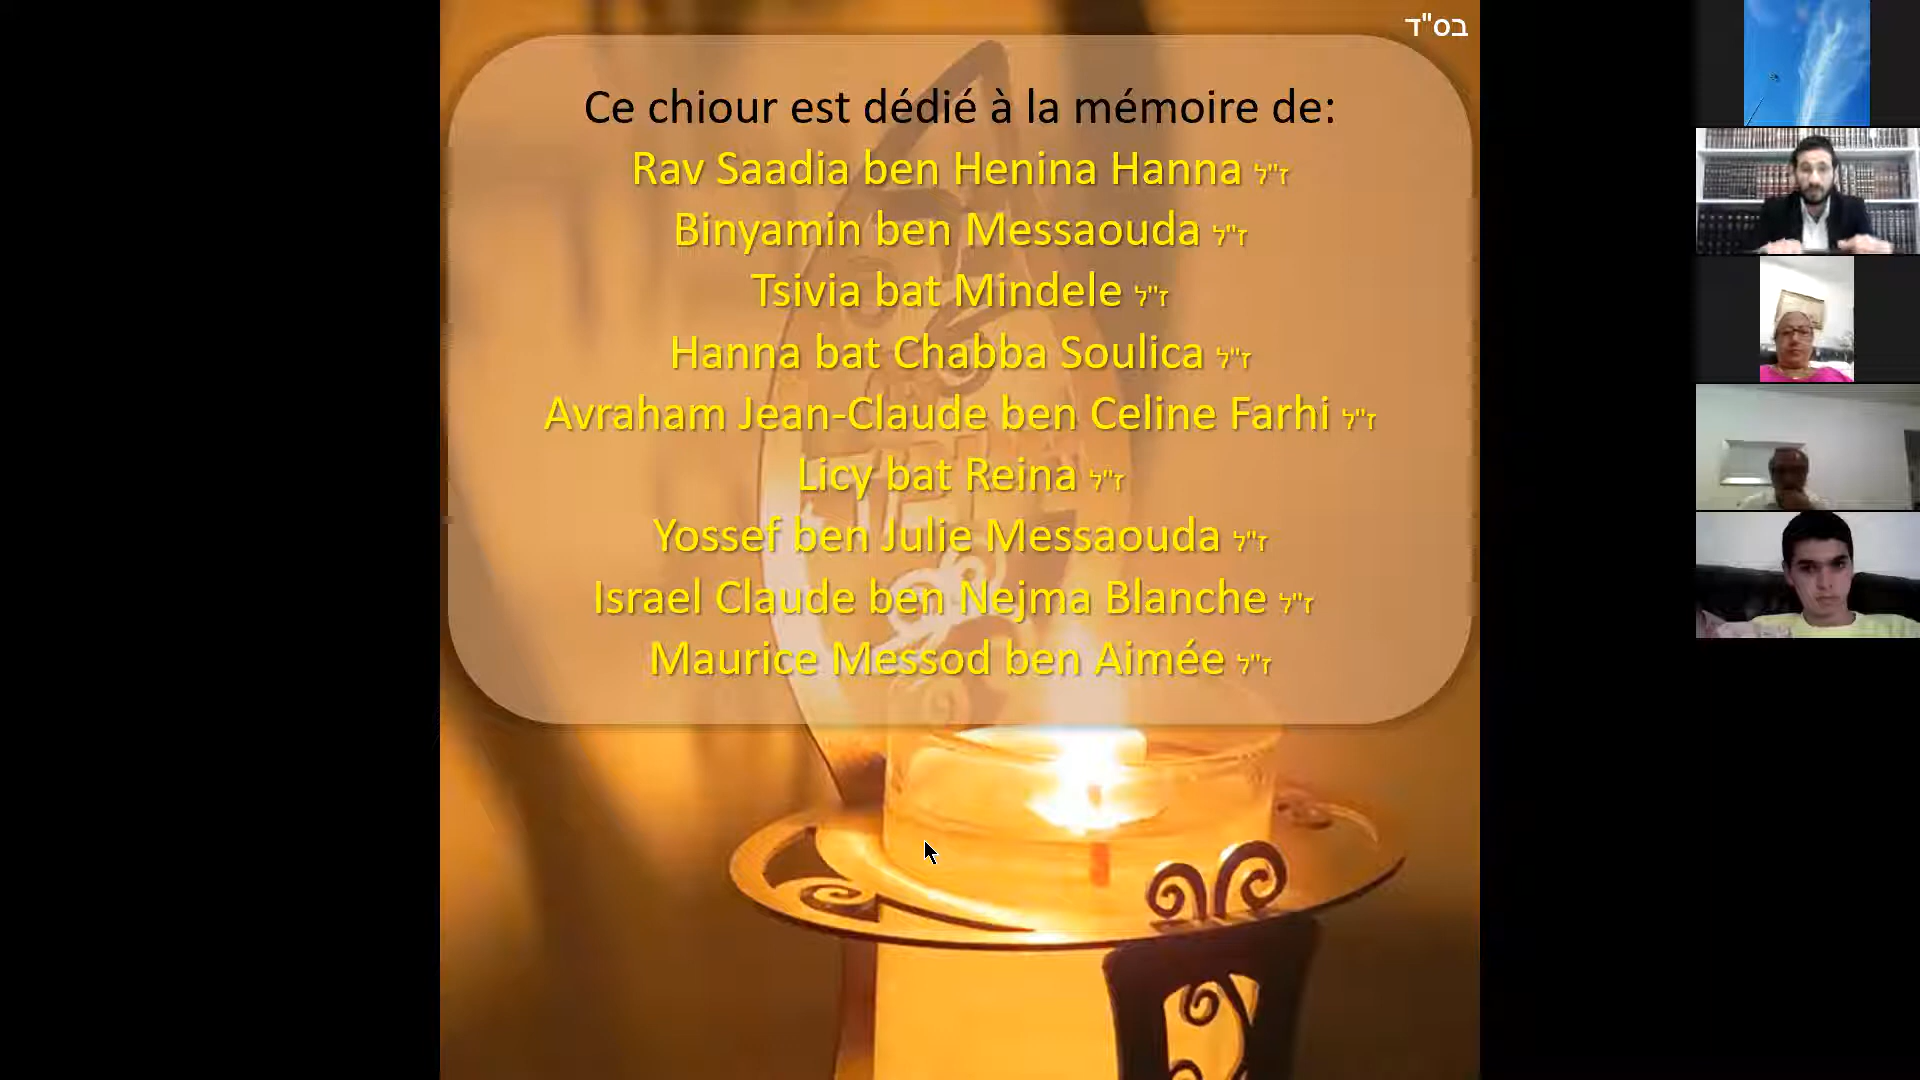 בס"ד
Ce chiour est dédié à la mémoire de:
Rav Saadia ben Henina Hanna ז"ל
Binyamin ben Messaouda ז"ל
Tsivia bat Mindele ז"ל
Hanna bat Chabba Soulica ז"ל
Avraham Jean-Claude ben Celine Farhi ז"ל
Licy bat Reina ז"ל
Yossef ben Julie Messaouda ז"ל
Israel Claude ben Nejma Blanche ז"ל
Maurice Messod ben Aimée ז"ל